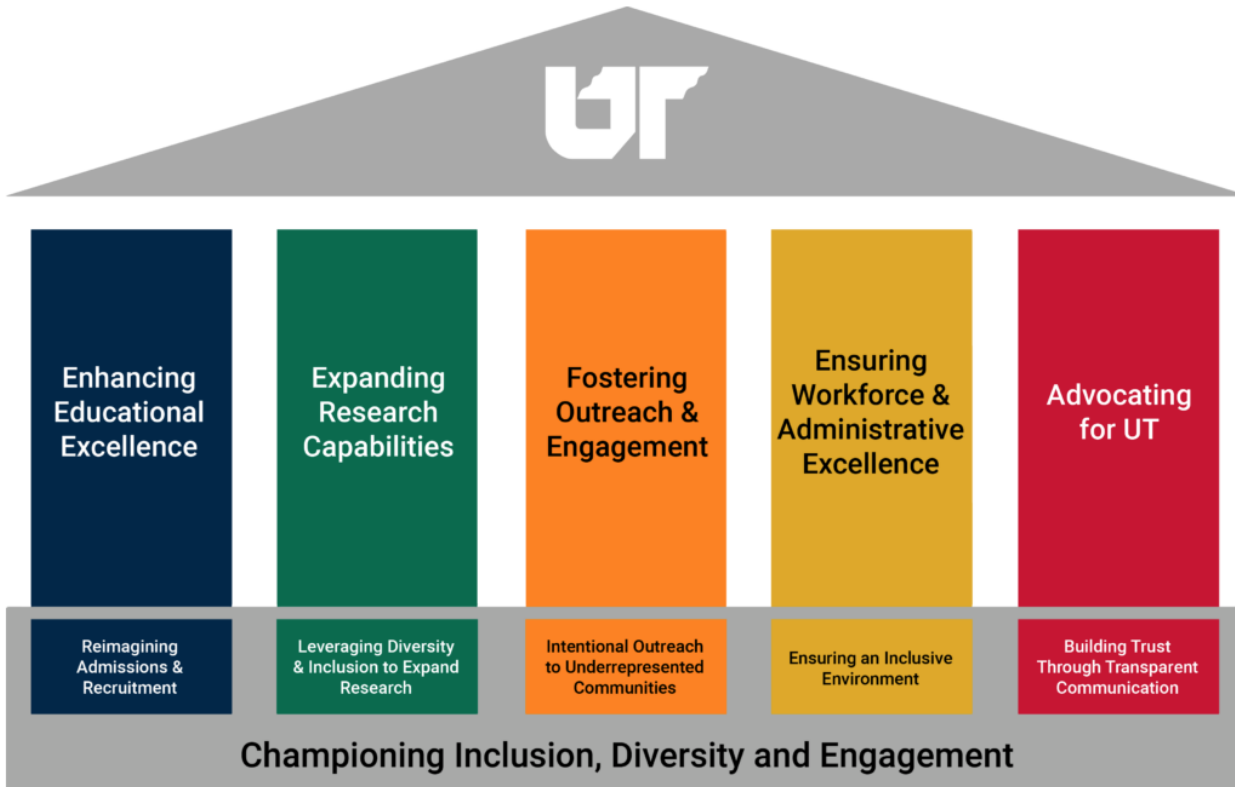 UT
Enhancing
Educational
Excellence
Expanding
Research
Capabilities
Fostering
Outreach &
Engagement
Ensuring
Workforce &
Administrative
Excellence
Advocating
for UT
Reimagining
Admissions &
Recruitment
Leveraging Diversity
& Inclusion to Expand
Research
Intentional Outreach
to Underrepresented
Communities
Ensuring an Inclusive
Environment
Building Trust
Through Transparent
Communication
Championing Inclusion, Diversity and Engagement